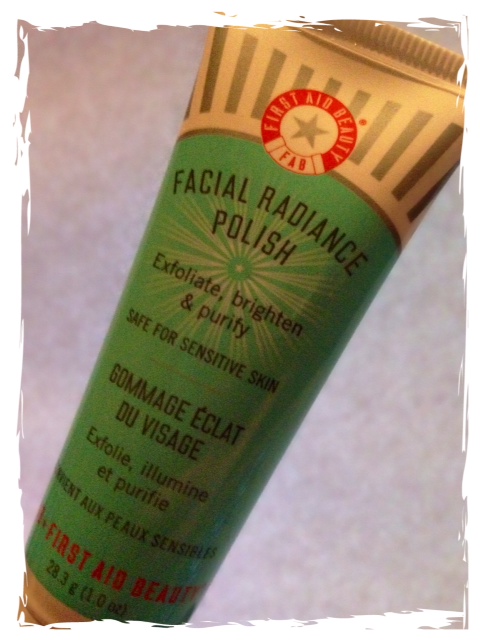 FIRST AID BEAUTY
FAB
FACIAL RADIANCE
POLISH
Exfoliate, brighten
& purify
SAFE FOR SENSITIVE SKIN
GOMMAGE ÉCLAT
DU VISAGE
Exfolie, illumine
et purifie
AUX PEAUX SENSIBLES
FIRST AID BEAUTY
28.3 g (1.0 oz)